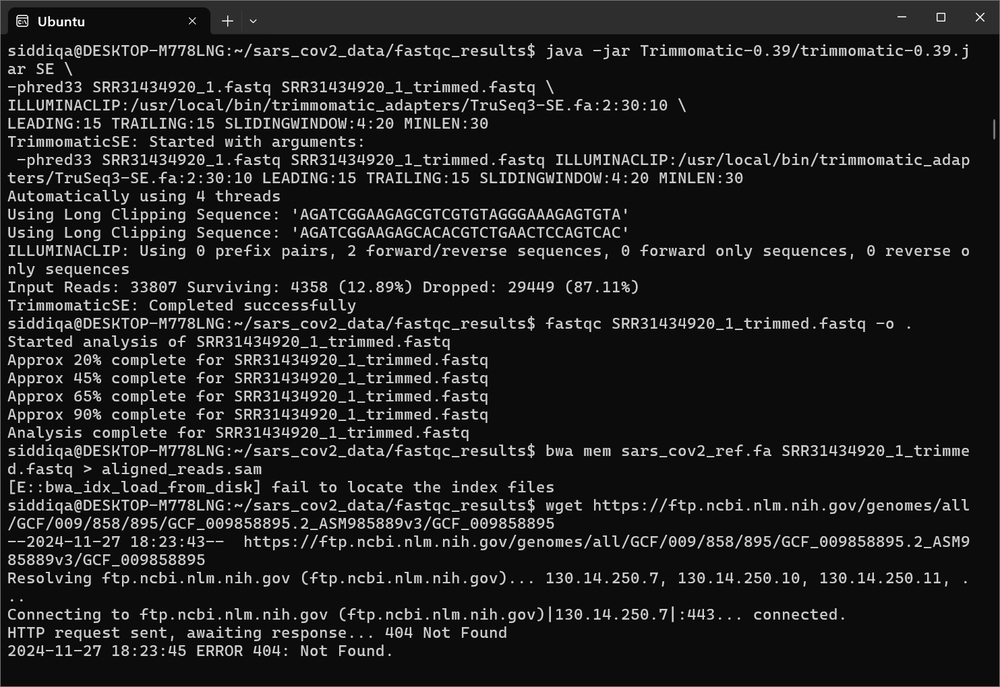 Ubuntu
siddiqa@DESKTOP-M778LNG:~/sars_cov2_data/fastqc_results$ java -jar Trimmomatic-0.39/trimmomatic-0.39.j
ar SE \
-phred33 SRR31434920_1.fastq SRR31434920_1_trimmed.fastq \
ILLUMINACLIP:/usr/local/bin/trimmomatic_adapters/TruSeq3-SE.fa:2:30:10 \
LEADING:15 TRAILING:15 SLIDINGWINDOW:4:20 MINLEN:30
TrimmomaticSE: Started with arguments:
 -phred33 SRR31434920_1.fastq SRR31434920_1_trimmed.fastq ILLUMINACLIP:/usr/local/bin/trimmomatic_adap
ters/TruSeq3-SE.fa:2:30:10 LEADING:15 TRAILING:15 SLIDINGWINDOW:4:20 MINLEN:30
Automatically using 4 threads
Using Long Clipping Sequence: 'AGATCGGAAGAGCGTCGTGTAGGGAAAGAGTGTA'
Using Long Clipping Sequence: 'AGATCGGAAGAGCACACGTCTGAACTCCAGTCAC'
ILLUMINACLIP: Using 0 prefix pairs, 2 forward/reverse sequences, 0 forward only sequences, 0 reverse o
nly sequences
Input Reads: 33807 Surviving: 4358 (12.89%) Dropped: 29449 (87.11%)
TrimmomaticSE: Completed successfully
siddiqa@DESKTOP-M778LNG:~/sars_cov2_data/fastqc_results$ fastqc SRR31434920_1_trimmed.fastq -o .
Started analysis of SRR31434920_1_trimmed.fastq
Approx 20% complete for SRR31434920_1_trimmed.fastq
Approx 45% complete for SRR31434920_1_trimmed.fastq
Approx 65% complete for SRR31434920_1_trimmed.fastq
Approx 90% complete for SRR31434920_1_trimmed.fastq
Analysis complete for SRR31434920_1_trimmed.fastq
siddiqa@DESKTOP-M778LNG:~/sars_cov2_data/fastqc_results$ bwa mem sars_cov2_ref.fa SRR31434920_1_trimme
d.fastq > aligned_reads.sam
[E::bwa_idx_load_from_disk] fail to locate the index files
siddiqa@DESKTOP-M778LNG:~/sars_cov2_data/fastqc_results$ wget https://ftp.ncbi.nlm.nih.gov/genomes/all
/GCF/009/858/895/GCF_009858895.2_ASM985889v3/GCF_009858895
--2024-11-27 18:23:43--  https://ftp.ncbi.nlm.nih.gov/genomes/all/GCF/009/858/895/GCF_009858895.2_ASM9
85889v3/GCF_009858895
Resolving ftp.ncbi.nlm.nih.gov (ftp.ncbi.nlm.nih.gov)... 130.14.250.7, 130.14.250.10, 130.14.250.11, .
..
Connecting to ftp.ncbi.nlm.nih.gov (ftp.ncbi.nlm.nih.gov)|130.14.250.7|:443... connected.
HTTP request sent, awaiting response... 404 Not Found
2024-11-27 18:23:45 ERROR 404: Not Found.